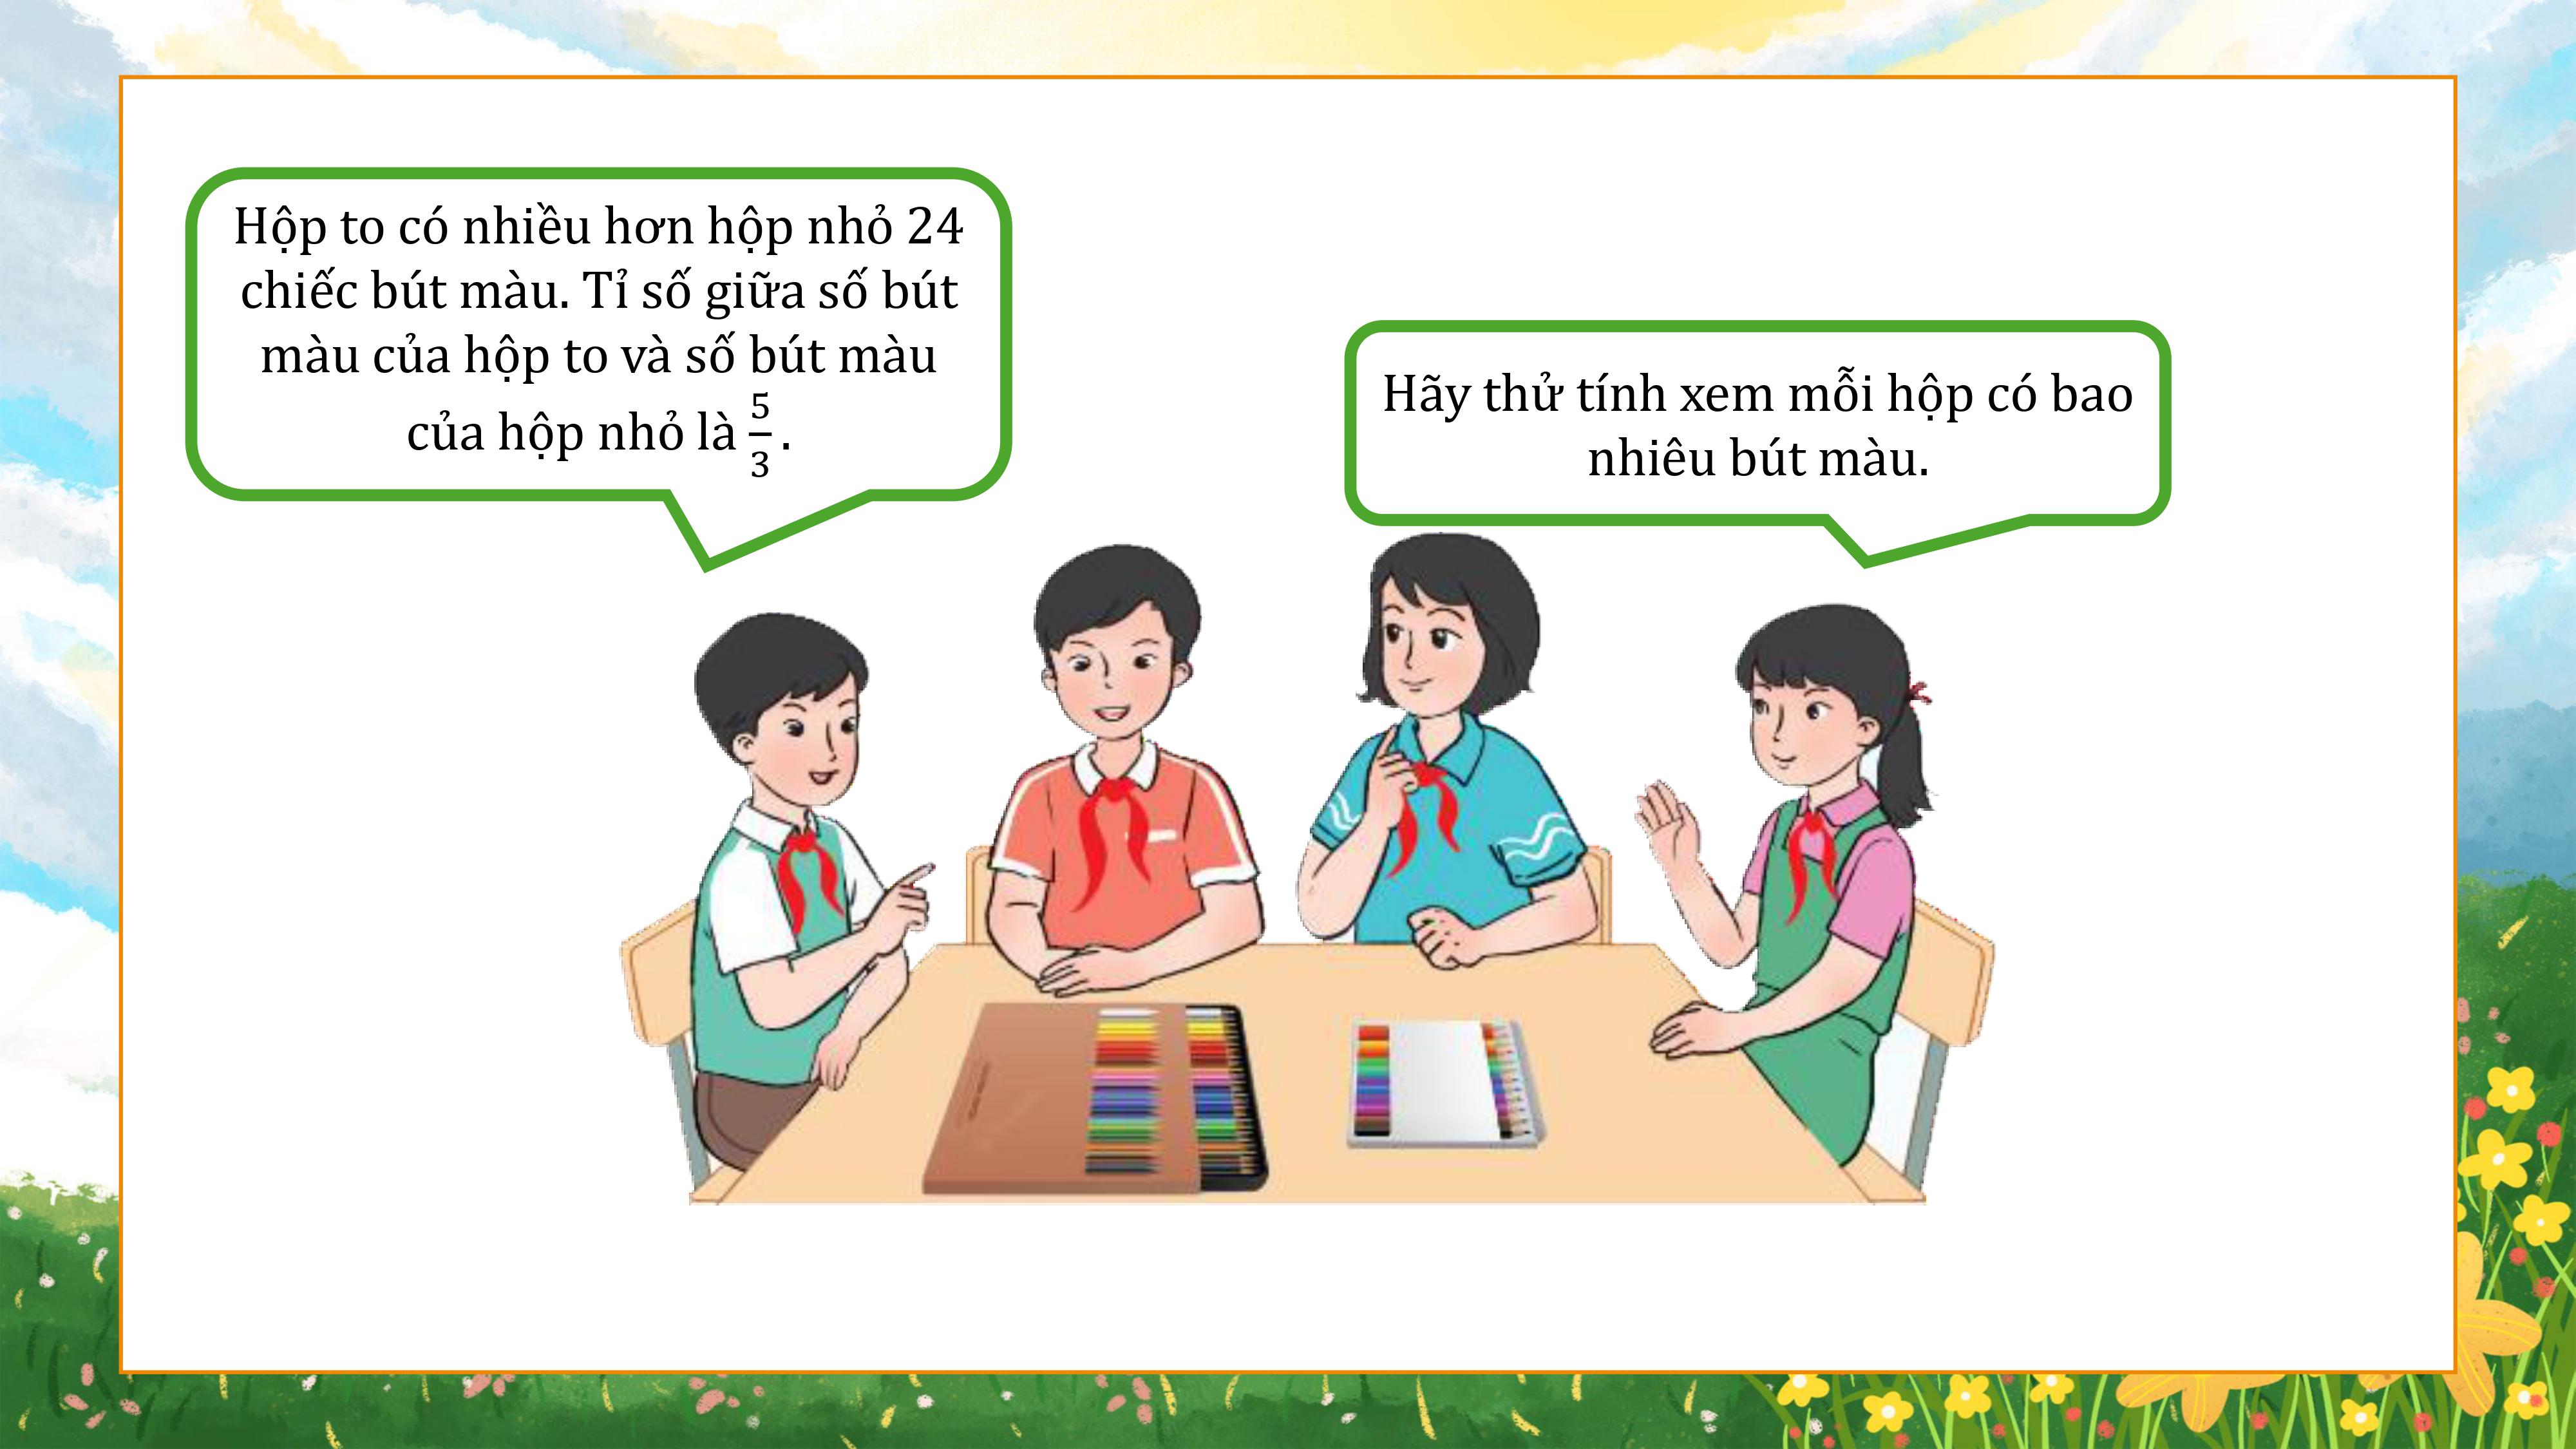 Hộp to có nhiều hơn hộp nhỏ 24
chiếc bút màu. Tỉ số giữa số bút
màu của hộp to và số bút màu
của hộp nhỏ là 5/3 .
Hãy thử tính xem mỗi hộp có bao
nhiêu bút màu.